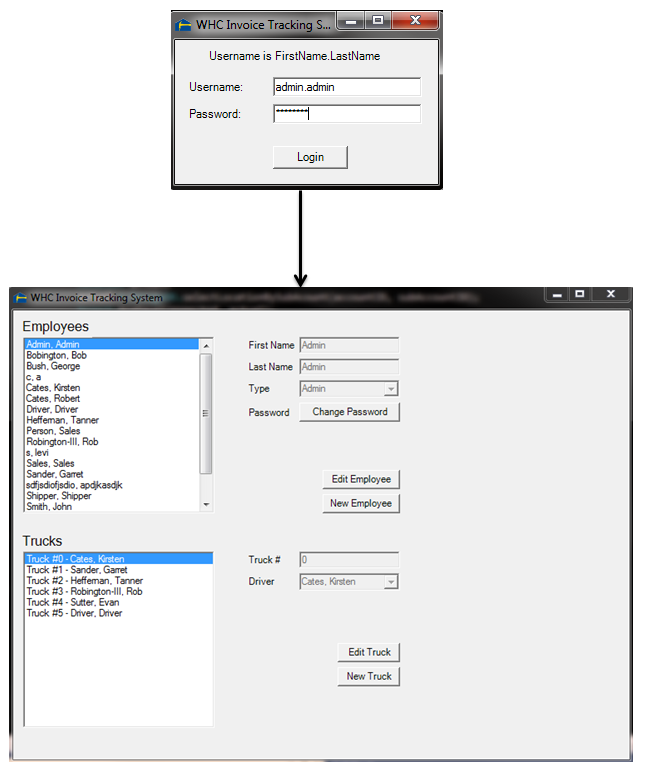 WHC Invoice Tracking S...
Username is FirstName.LastName
Username:
admin.admin
Password:
********
Login
WHC Invoice Tracking System
Employees
Admin, Admin
Bobington, Bob
Bush, George
c, a
Cates, Kirsten
Cates, Robert
Driver, Driver
Heffernan, Tanner
Person, Sales
Robington-III, Rob
s, levi
Sales, Sales
Sander, Garret
sdfjsdiofjsdio, apdjkasdjk
Shipper, Shipper
Smith, John
First Name
Admin
Last Name
Admin
Type
Admin
Password
Change Password
Edit Employee
New Employee
Trucks
Truck #0 - Cates, Kirsten
Truck #1 - Sander, Garret
Truck #2 - Heffernan, Tanner
Truck #3 - Robington-III, Rob
Truck #4 - Sutter, Evan
Truck #5 - Driver, Driver
Truck #
0
Driver
Cates, Kirsten
Edit Truck
New Truck